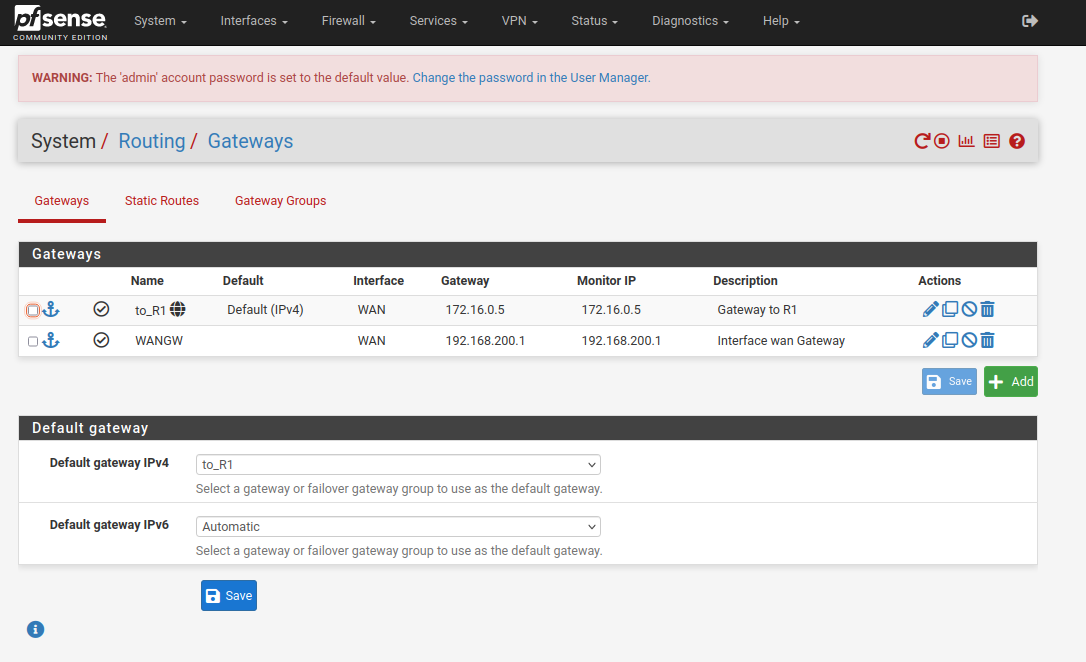 pfsense
COMMUNITY EDITION
System Interfaces Firewall Services VPN Status Diagnostics Help
WARNING: The 'admin' account password is set to the default value. Change the password in the User Manager.
System / Routing / Gateways
Gateways Static Routes Gateway Groups
Gateways
Name Default Interface Gateway Monitor IP Description Actions
to_R1 Default (IPv4) WAN 172.16.0.5 172.16.0.5 Gateway to R1
WANGW WAN 192.168.200.1 192.168.200.1 Interface wan Gateway
Save Add
Default gateway
Default gateway IPv4 to_R1
Select a gateway or failover gateway group to use as the default gateway.
Default gateway IPv6 Automatic
Select a gateway or failover gateway group to use as the default gateway.
Save